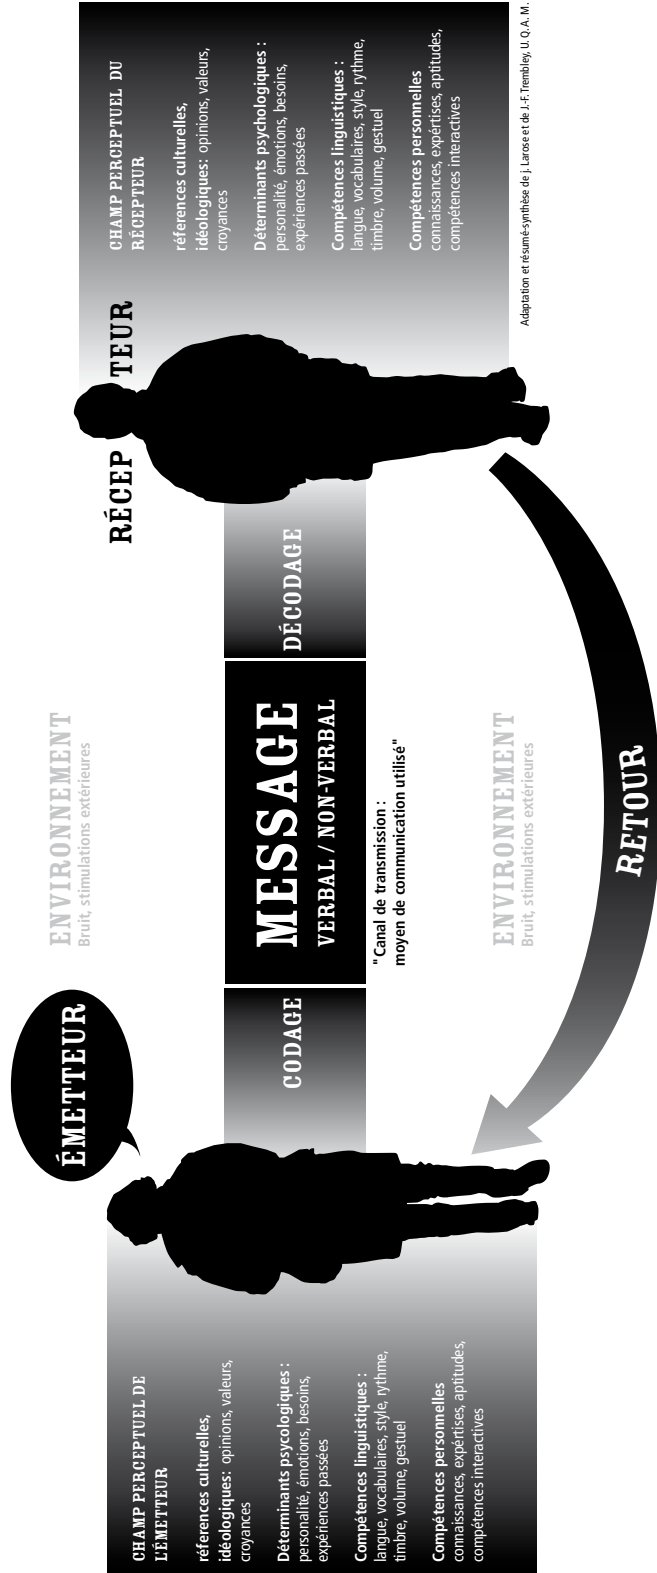 ÉMETTEUR
RÉCEPTEUR
ENVIRONNEMENT
Bruit, stimulations extérieures
CHAMP PERCEPTUEL DE
L'ÉMETTEUR
réferences culturelles,
idéologiques: opinions, valeurs,
croyances
Déterminants psycologiques :
personalité, émotions, besoins,
expériences passées
Compétences linguistiques :
langue, vocabulaires, style, rythme,
timbre, volume, gestuel
Compétences personnelles
connaissances, expértises, aptitudes,
compétences interactives
CODAGE
MESSAGE
VERBAL / NON-VERBAL
"Canal de transmission :
moyen de communication utilisé"
DÉCODAGE
CHAMP PERCEPTUEL DU
RÉCEPTEUR
réferences culturelles,
idéologiques: opinions, valeurs,
croyances
Déterminants psychologiques :
personalité, émotions, besoins,
expériences passées
Compétences linguistiques :
langue, vocabulaires, style, rythme,
timbre, volume, gestuel
Compétences personnelles
connaissances, expértises, aptitudes,
compétences interactives
ENVIRONNEMENT
Bruit, stimulations extérieures
RETOUR
Adaptation et résumé-synthèse de j. Larose et de J.-F. Trembley, U. Q. A. M.